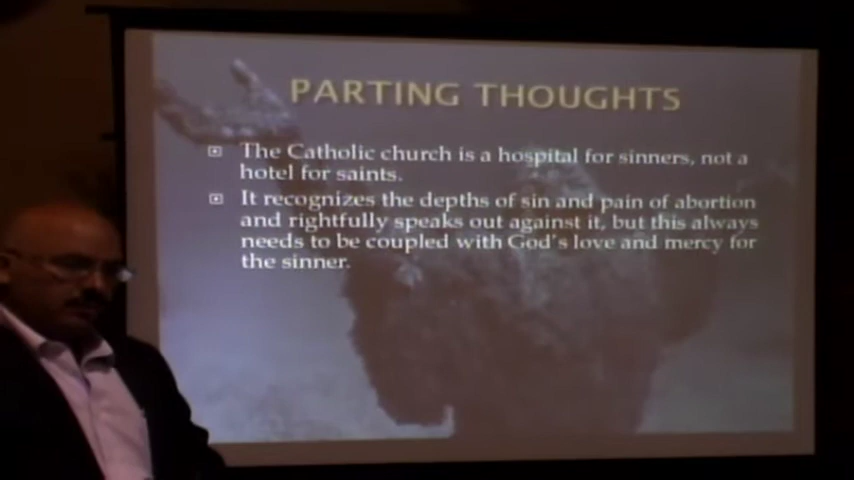 PARTING THOUGHTS
The Catholic church is a hospital for sinners, not a
hotel for saints.
It recognizes the depths of sin and pain of abortion
and rightfully speaks out against it, but this always
needs to be coupled with God's love and mercy for
the sinner.